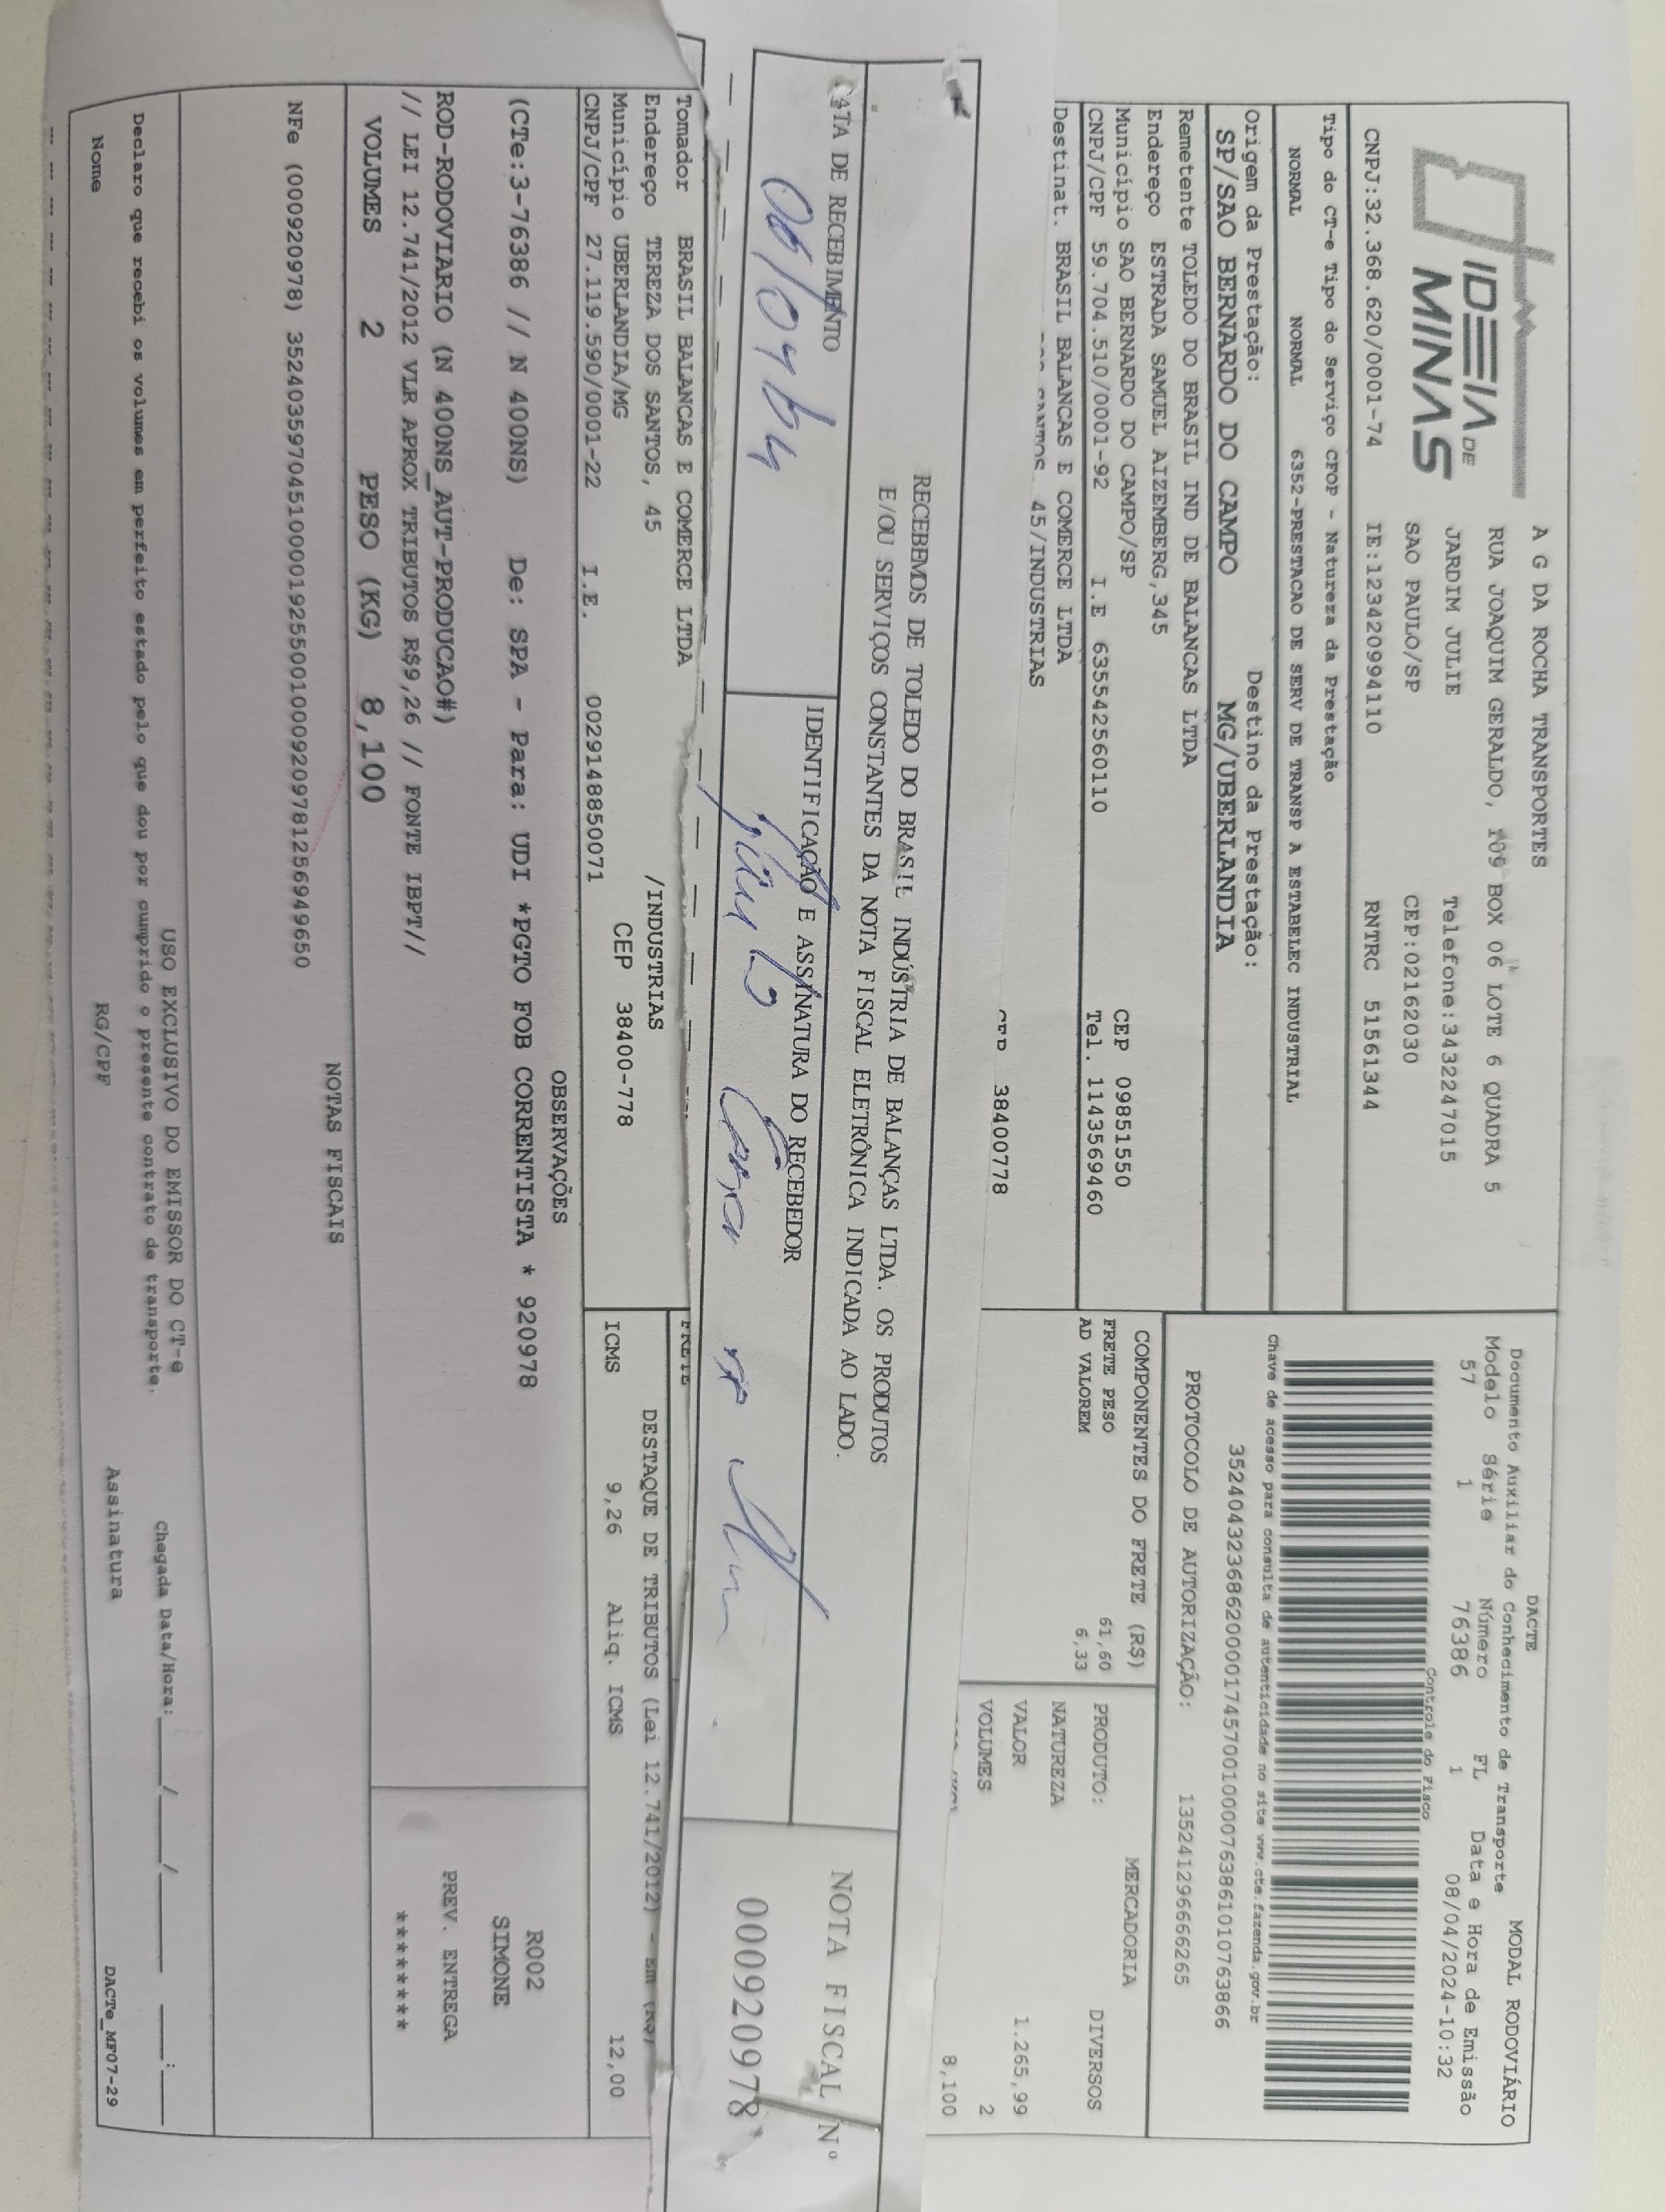 IDEIA DE
MINAS
A G DA ROCHA TRANSPORTES
RUA JOAQUIM GERALDO, 109 BOX 06 LOTE 6 QUADRA 5
JARDIM JULIE Telefone:3432247015
SAO PAULO/SP CEP:02162030
CNPJ:32.368.620/0001-74 IE:123420994110 RNTRC 51561344
DACTE
Documento Auxiliar do Conhecimento de Transporte
MODAL RODOVIÁRIO
Modelo Série Número FL Data e Hora de Emissão
57 1 76386 1 08/04/2024-10:32
Controle do Fisco
Tipo do CT-e Tipo do Serviço CFOP - Natureza da Prestação
NORMAL NORMAL 6352-PRESTACAO DE SERV DE TRANSP A ESTABELEC INDUSTRIAL
Chave de acesso para consulta de autenticidade no site www.cte.fazenda.gov.br
35240432368620000174570010000763861010763866
Origem da Prestação: Destino da Prestação:
SP/SAO BERNARDO DO CAMPO MG/UBERLANDIA
PROTOCOLO DE AUTORIZAÇÃO: 135241296666265
Remetente TOLEDO DO BRASIL IND DE BALANCAS LTDA
Endereço ESTRADA SAMUEL AIZEMBERG,345
Município SAO BERNARDO DO CAMPO/SP CEP 09851550
CNPJ/CPF 59.704.510/0001-92 I.E 635542560110 Tel. 1143569460
Destinat. BRASIL BALANCAS E COMERCE LTDA
SANTOS 45/INDUSTRIAS
CEP 38400778
COMPONENTES DO FRETE (R$)
FRETE PESO 61,60
AD VALOREM 6,33
MERCADORIA
PRODUTO: DIVERSOS
NATUREZA
VALOR 1.265,99
VOLUMES 2
8,100
RECEBEMOS DE TOLEDO DO BRASIL INDÚSTRIA DE BALANÇAS LTDA. OS PRODUTOS
E/OU SERVIÇOS CONSTANTES DA NOTA FISCAL ELETRÔNICA INDICADA AO LADO.
DATA DE RECEBIMENTO
IDENTIFICAÇÃO E ASSINATURA DO RECEBEDOR
NOTA FISCAL Nº
000920978
FRETE
Tomador BRASIL BALANCAS E COMERCE LTDA
Endereço TEREZA DOS SANTOS, 45 /INDUSTRIAS
Município UBERLANDIA/MG CEP 38400-778
CNPJ/CPF 27.119.590/0001-22 I.E. 0029148850071
DESTAQUE DE TRIBUTOS (Lei 12.741/2012) - Em (R$)
ICMS 9,26 Aliq. ICMS 12,00
OBSERVAÇÕES
(CTe:3-76386 // N 400NS) De: SPA - Para: UDI *PGTO FOB CORRENTISTA * 920978
ROD-RODOVIARIO (N 400NS_AUT-PRODUCAO#)
// LEI 12.741/2012 VLR APROX TRIBUTOS R$9,26 // FONTE IBPT//
VOLUMES 2 PESO (KG) 8,100
R002
SIMONE
PREV. ENTREGA
********
NOTAS FISCAIS
NFe (000920978) 35240359704510000192550010009209781256949650
USO EXCLUSIVO DO EMISSOR DO CT-e
Declaro que recebi os volumes em perfeito estado pelo que dou por cumprido o presente contrato de transporte.
Chegada Data/Hora:____/____/____ ___:___
Nome RG/CPF Assinatura
DACTe_MF07-29